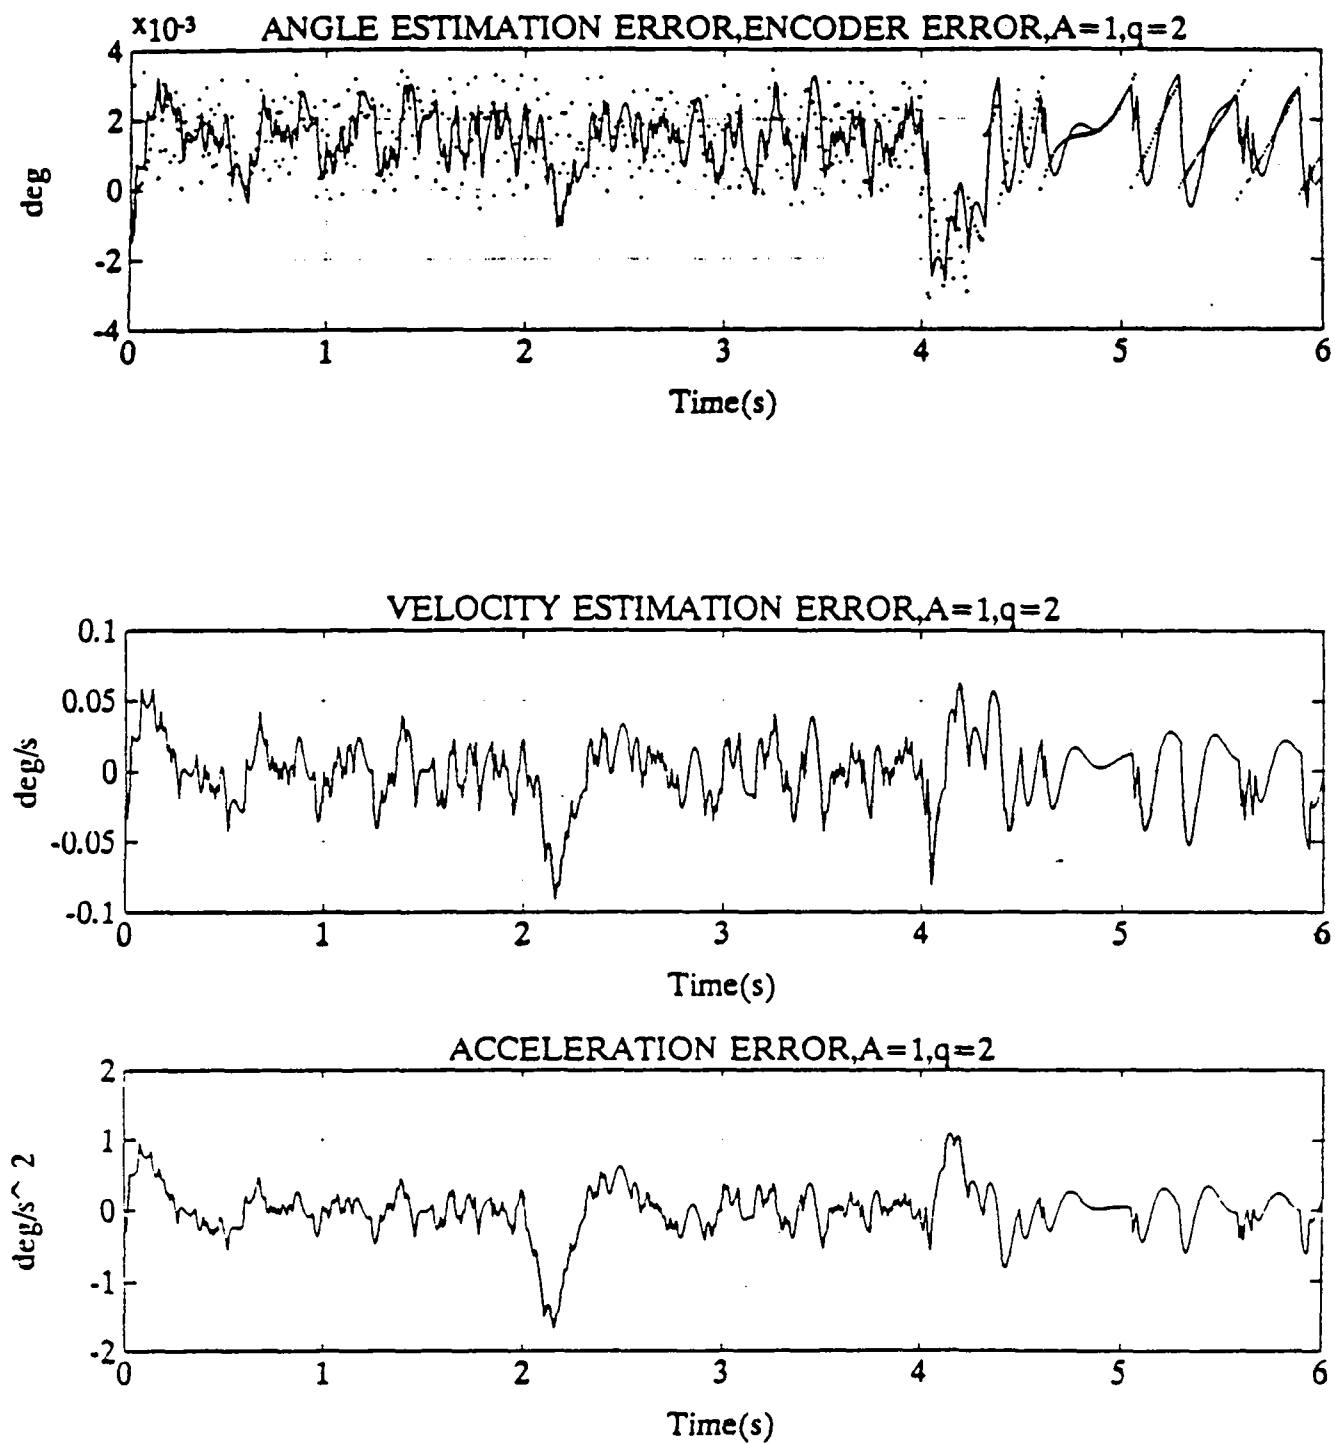 x10-3 ANGLE ESTIMATION ERROR,ENCODER ERROR,A=1,q=2
4
2
0
-2
-4
deg
0 1 2 3 4 5 6
Time(s)
VELOCITY ESTIMATION ERROR,A=1,q=2
0.1
0.05
0
-0.05
-0.1
deg/s
0 1 2 3 4 5 6
Time(s)
ACCELERATION ERROR,A=1,q=2
2
1
0
-1
-2
deg/s^ 2
0 1 2 3 4 5 6
Time(s)